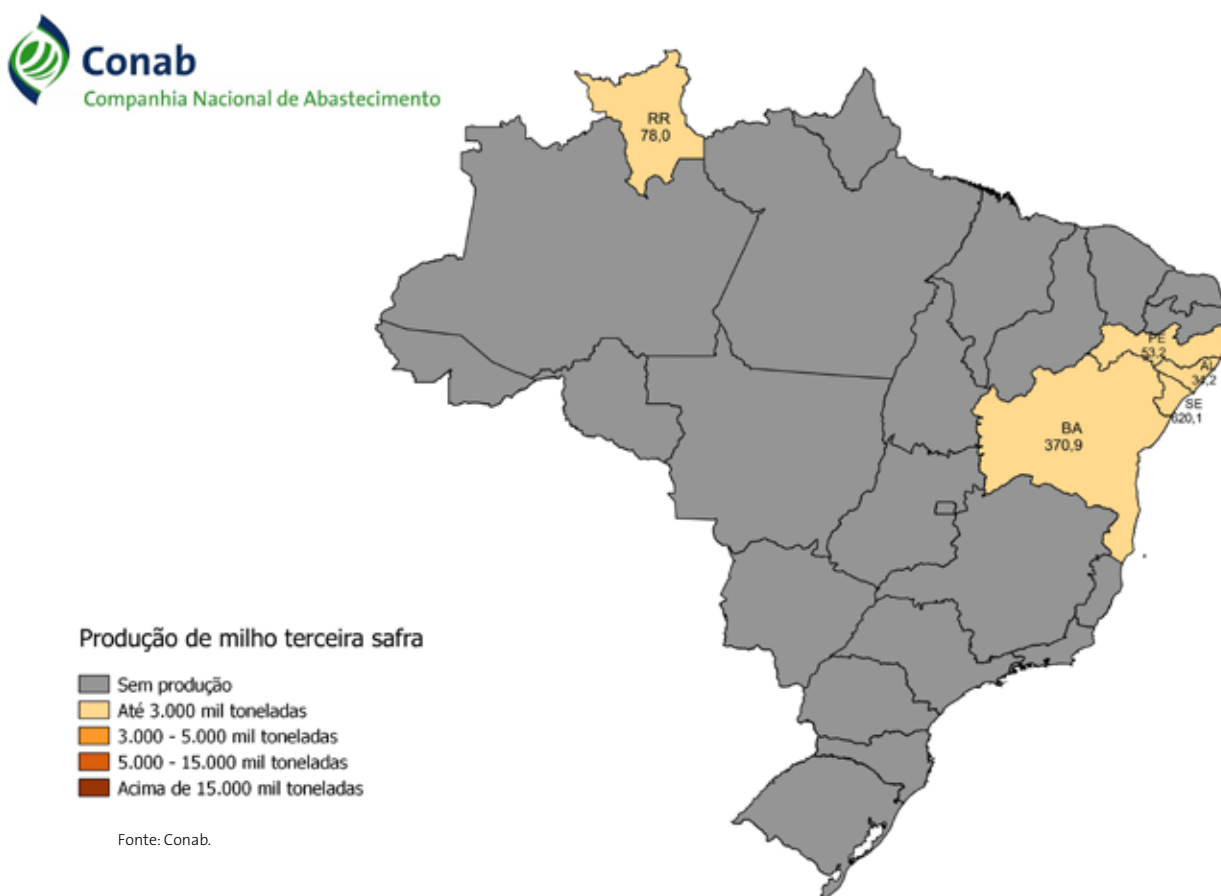 Conab
Companhia Nacional de Abastecimento
RR
78,0
PE
53,2
AL
34,2
SE
620,1
BA
370,9
Produção de milho terceira safra
Sem produção
Até 3.000 mil toneladas
3.000 - 5.000 mil toneladas
5.000 - 15.000 mil toneladas
Acima de 15.000 mil toneladas
Fonte: Conab.